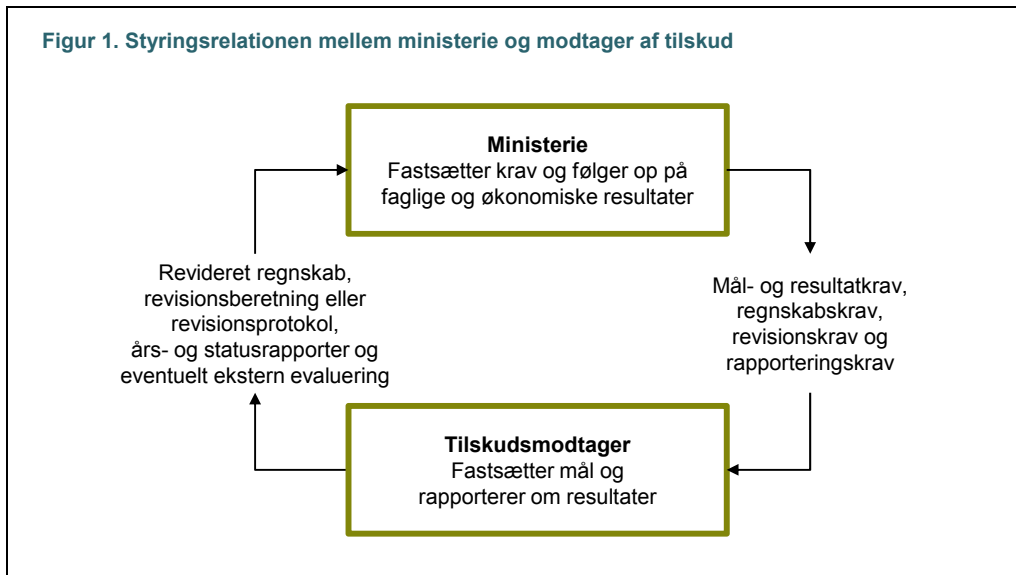 Figur 1. Styringsrelationen mellem ministerie og modtager af tilskud
Ministerie
Fastsætter krav og følger op på
faglige og økonomiske resultater
Revideret regnskab,
revisionsberetning eller
revisionsprotokol,
års- og statusrapporter og
eventuelt ekstern evaluering
Mål- og resultatkrav,
regnskabskrav,
revisionskrav og
rapporteringskrav
Tilskudsmodtager
Fastsætter mål og
rapporterer om resultater